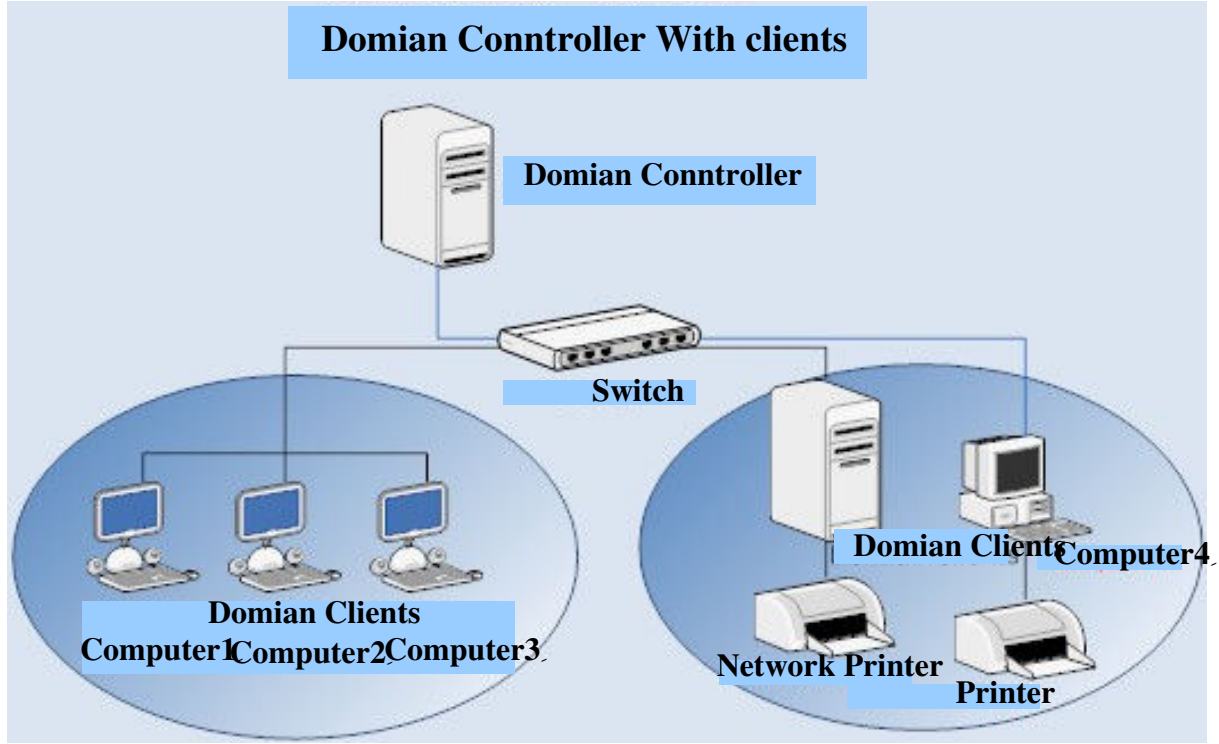 Domian Conntroller With clients
Domian Conntroller
Switch
Domian Clients
Computer4
Domian Clients
Computer1 Computer2 Computer3
Network Printer
Printer